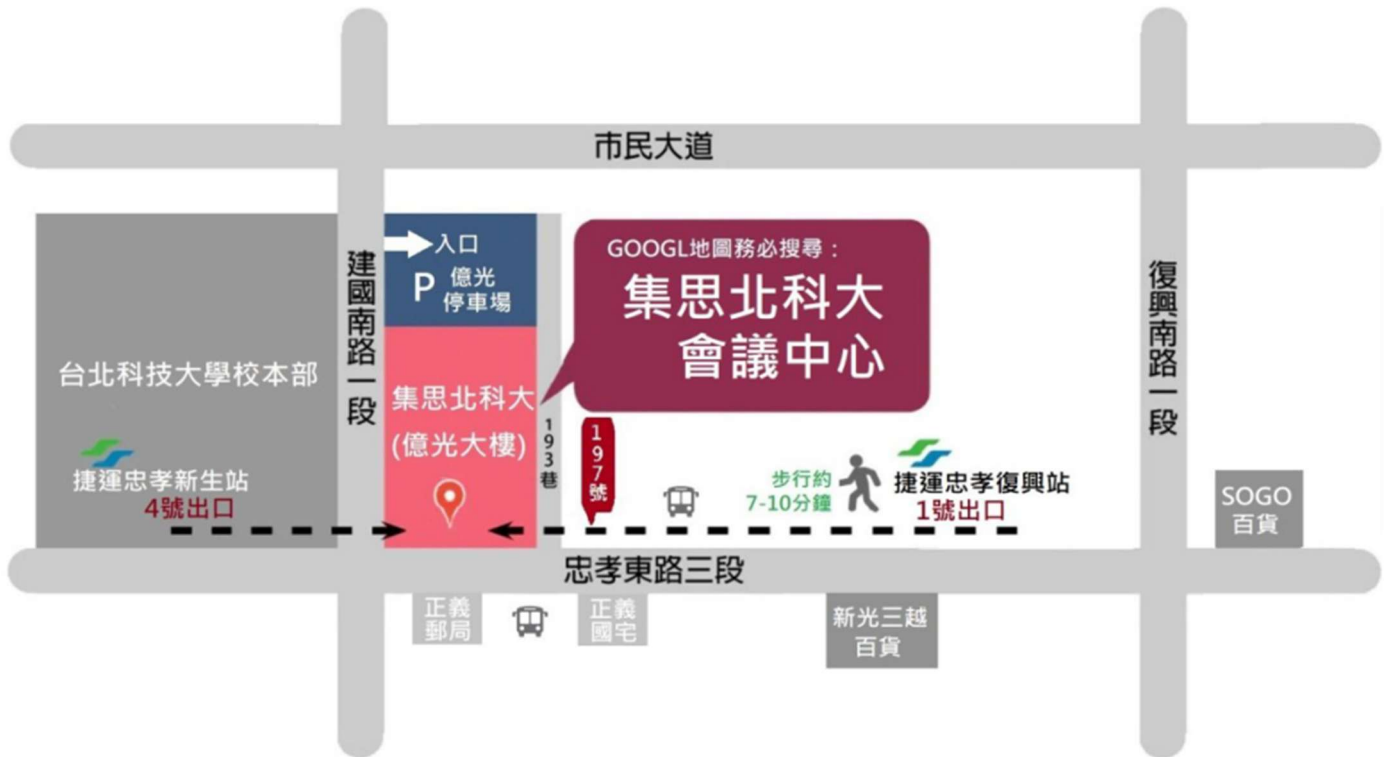 市民大道
建國南路一段
復興南路一段
入口
P 億光
停車場
GOOGL地圖務必搜尋：
集思北科大
會議中心
台北科技大學校本部
集思北科大
(億光大樓)
193巷
197號
捷運忠孝新生站
4號出口
步行約
7-10分鐘
捷運忠孝復興站
1號出口
SOGO
百貨
忠孝東路三段
正義
郵局
正義
國宅
新光三越
百貨